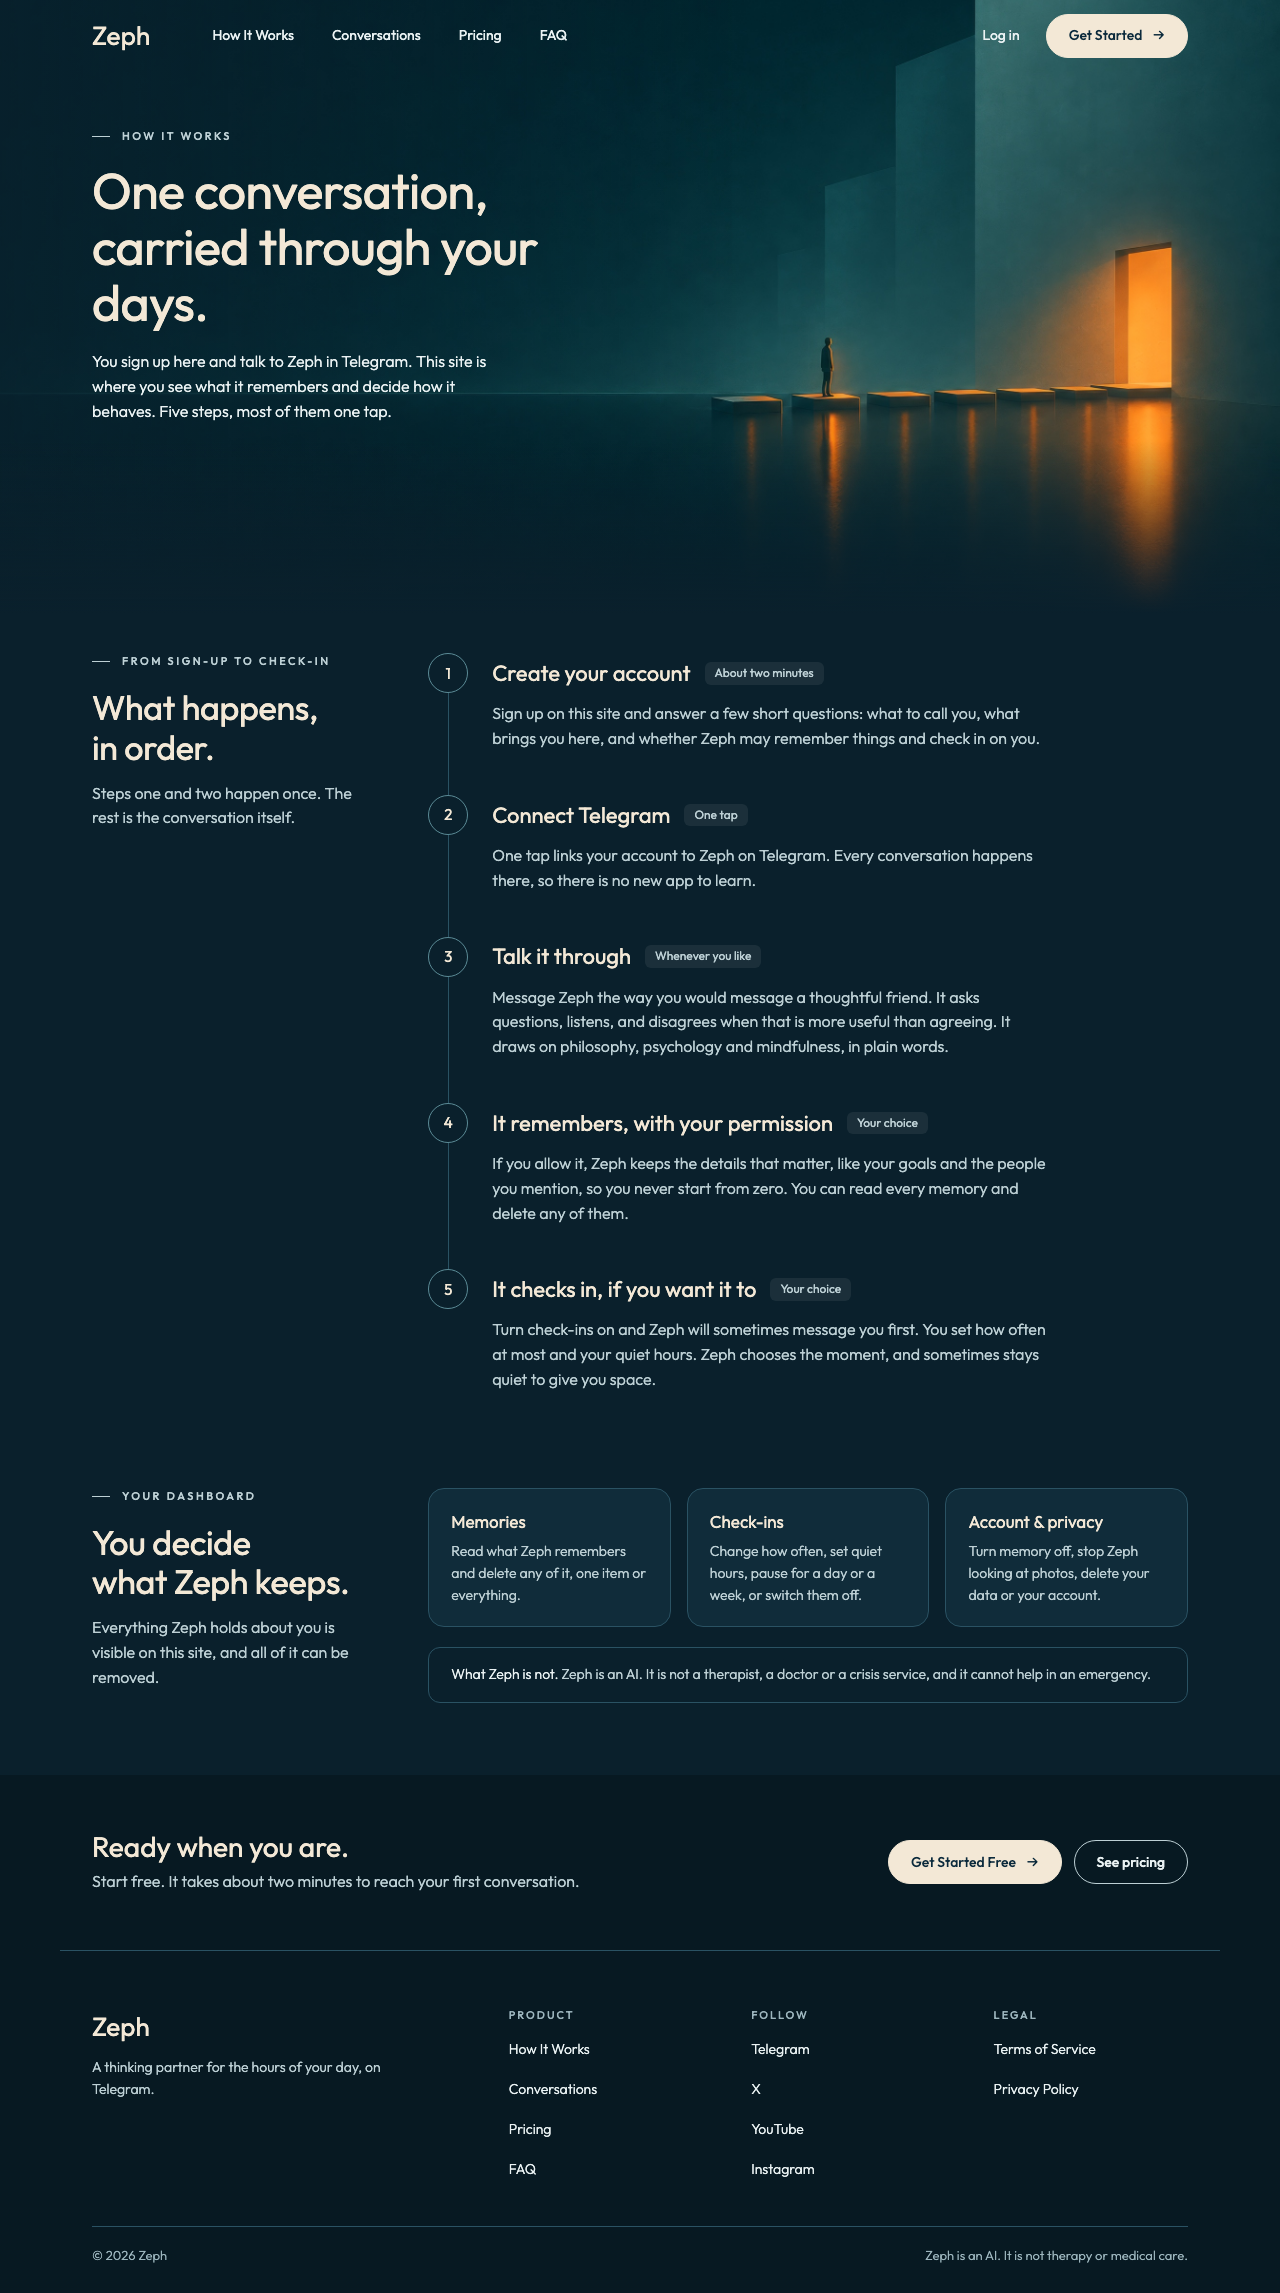 Zeph
How It Works
Conversations
Pricing
FAQ
Log in
Get Started →
HOW IT WORKS
One conversation,
carried through your
days.
You sign up here and talk to Zeph in Telegram. This site is
where you see what it remembers and decide how it
behaves. Five steps, most of them one tap.
FROM SIGN-UP TO CHECK-IN
What happens,
in order.
Steps one and two happen once. The
rest is the conversation itself.
1
Create your account
About two minutes
Sign up on this site and answer a few short questions: what to call you, what
brings you here, and whether Zeph may remember things and check in on you.
2
Connect Telegram
One tap
One tap links your account to Zeph on Telegram. Every conversation happens
there, so there is no new app to learn.
3
Talk it through
Whenever you like
Message Zeph the way you would message a thoughtful friend. It asks
questions, listens, and disagrees when that is more useful than agreeing. It
draws on philosophy, psychology and mindfulness, in plain words.
4
It remembers, with your permission
Your choice
If you allow it, Zeph keeps the details that matter, like your goals and the people
you mention, so you never start from zero. You can read every memory and
delete any of them.
5
It checks in, if you want it to
Your choice
Turn check-ins on and Zeph will sometimes message you first. You set how often
at most and your quiet hours. Zeph chooses the moment, and sometimes stays
quiet to give you space.
YOUR DASHBOARD
You decide
what Zeph keeps.
Everything Zeph holds about you is
visible on this site, and all of it can be
removed.
Memories
Read what Zeph remembers
and delete any of it, one item or
everything.
Check-ins
Change how often, set quiet
hours, pause for a day or a
week, or switch them off.
Account & privacy
Turn memory off, stop Zeph
looking at photos, delete your
data or your account.
What Zeph is not. Zeph is an AI. It is not a therapist, a doctor or a crisis service, and it cannot help in an emergency.
Ready when you are.
Start free. It takes about two minutes to reach your first conversation.
Get Started Free →
See pricing
Zeph
A thinking partner for the hours of your day, on
Telegram.
PRODUCT
How It Works
Conversations
Pricing
FAQ
FOLLOW
Telegram
X
YouTube
Instagram
LEGAL
Terms of Service
Privacy Policy
© 2026 Zeph
Zeph is an AI. It is not therapy or medical care.